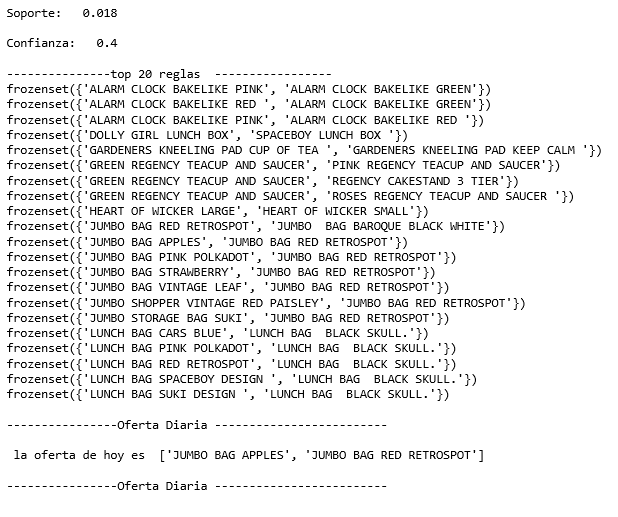 Soporte:   0.018
Confianza:   0.4
---------------top 20 reglas  -----------------
frozenset({'ALARM CLOCK BAKELIKE PINK', 'ALARM CLOCK BAKELIKE GREEN'})
frozenset({'ALARM CLOCK BAKELIKE RED ', 'ALARM CLOCK BAKELIKE GREEN'})
frozenset({'ALARM CLOCK BAKELIKE PINK', 'ALARM CLOCK BAKELIKE RED '})
frozenset({'DOLLY GIRL LUNCH BOX', 'SPACEBOY LUNCH BOX '})
frozenset({'GARDENERS KNEELING PAD CUP OF TEA ', 'GARDENERS KNEELING PAD KEEP CALM '})
frozenset({'GREEN REGENCY TEACUP AND SAUCER', 'PINK REGENCY TEACUP AND SAUCER'})
frozenset({'GREEN REGENCY TEACUP AND SAUCER', 'REGENCY CAKESTAND 3 TIER'})
frozenset({'GREEN REGENCY TEACUP AND SAUCER', 'ROSES REGENCY TEACUP AND SAUCER '})
frozenset({'HEART OF WICKER LARGE', 'HEART OF WICKER SMALL'})
frozenset({'JUMBO BAG RED RETROSPOT', 'JUMBO  BAG BAROQUE BLACK WHITE'})
frozenset({'JUMBO BAG APPLES', 'JUMBO BAG RED RETROSPOT'})
frozenset({'JUMBO BAG PINK POLKADOT', 'JUMBO BAG RED RETROSPOT'})
frozenset({'JUMBO BAG STRAWBERRY', 'JUMBO BAG RED RETROSPOT'})
frozenset({'JUMBO BAG VINTAGE LEAF', 'JUMBO BAG RED RETROSPOT'})
frozenset({'JUMBO SHOPPER VINTAGE RED PAISLEY', 'JUMBO BAG RED RETROSPOT'})
frozenset({'JUMBO STORAGE BAG SUKI', 'JUMBO BAG RED RETROSPOT'})
frozenset({'LUNCH BAG CARS BLUE', 'LUNCH BAG  BLACK SKULL.'})
frozenset({'LUNCH BAG PINK POLKADOT', 'LUNCH BAG  BLACK SKULL.'})
frozenset({'LUNCH BAG RED RETROSPOT', 'LUNCH BAG  BLACK SKULL.'})
frozenset({'LUNCH BAG SPACEBOY DESIGN ', 'LUNCH BAG  BLACK SKULL.'})
frozenset({'LUNCH BAG SUKI DESIGN ', 'LUNCH BAG  BLACK SKULL.'})
----------------Oferta Diaria -------------------------
 la oferta de hoy es  ['JUMBO BAG APPLES', 'JUMBO BAG RED RETROSPOT']
----------------Oferta Diaria -------------------------